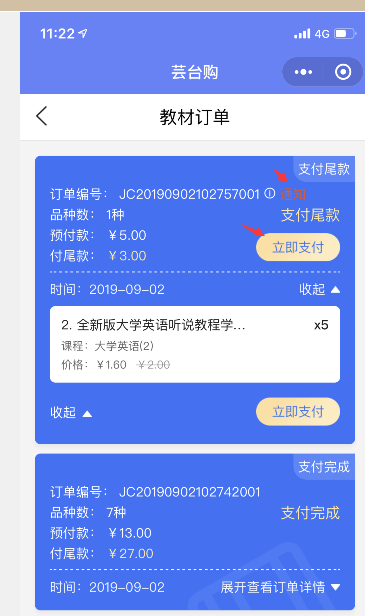 11:22
4G
芸台购
教材订单
支付尾款
订单编号： JC20190902102757001
品种数： 1种
支付尾款
预付款： ￥5.00
立即支付
付尾款： ￥3.00
时间：2019-09-02
收起
2. 全新版大学英语听说教程学...
x5
课程：大学英语(2)
价格：￥1.60 ￥2.00
收起
立即支付
支付完成
订单编号： JC20190902102742001
品种数： 7种
支付完成
预付款： ￥13.00
付尾款： ￥27.00
时间：2019-09-02
展开查看订单详情